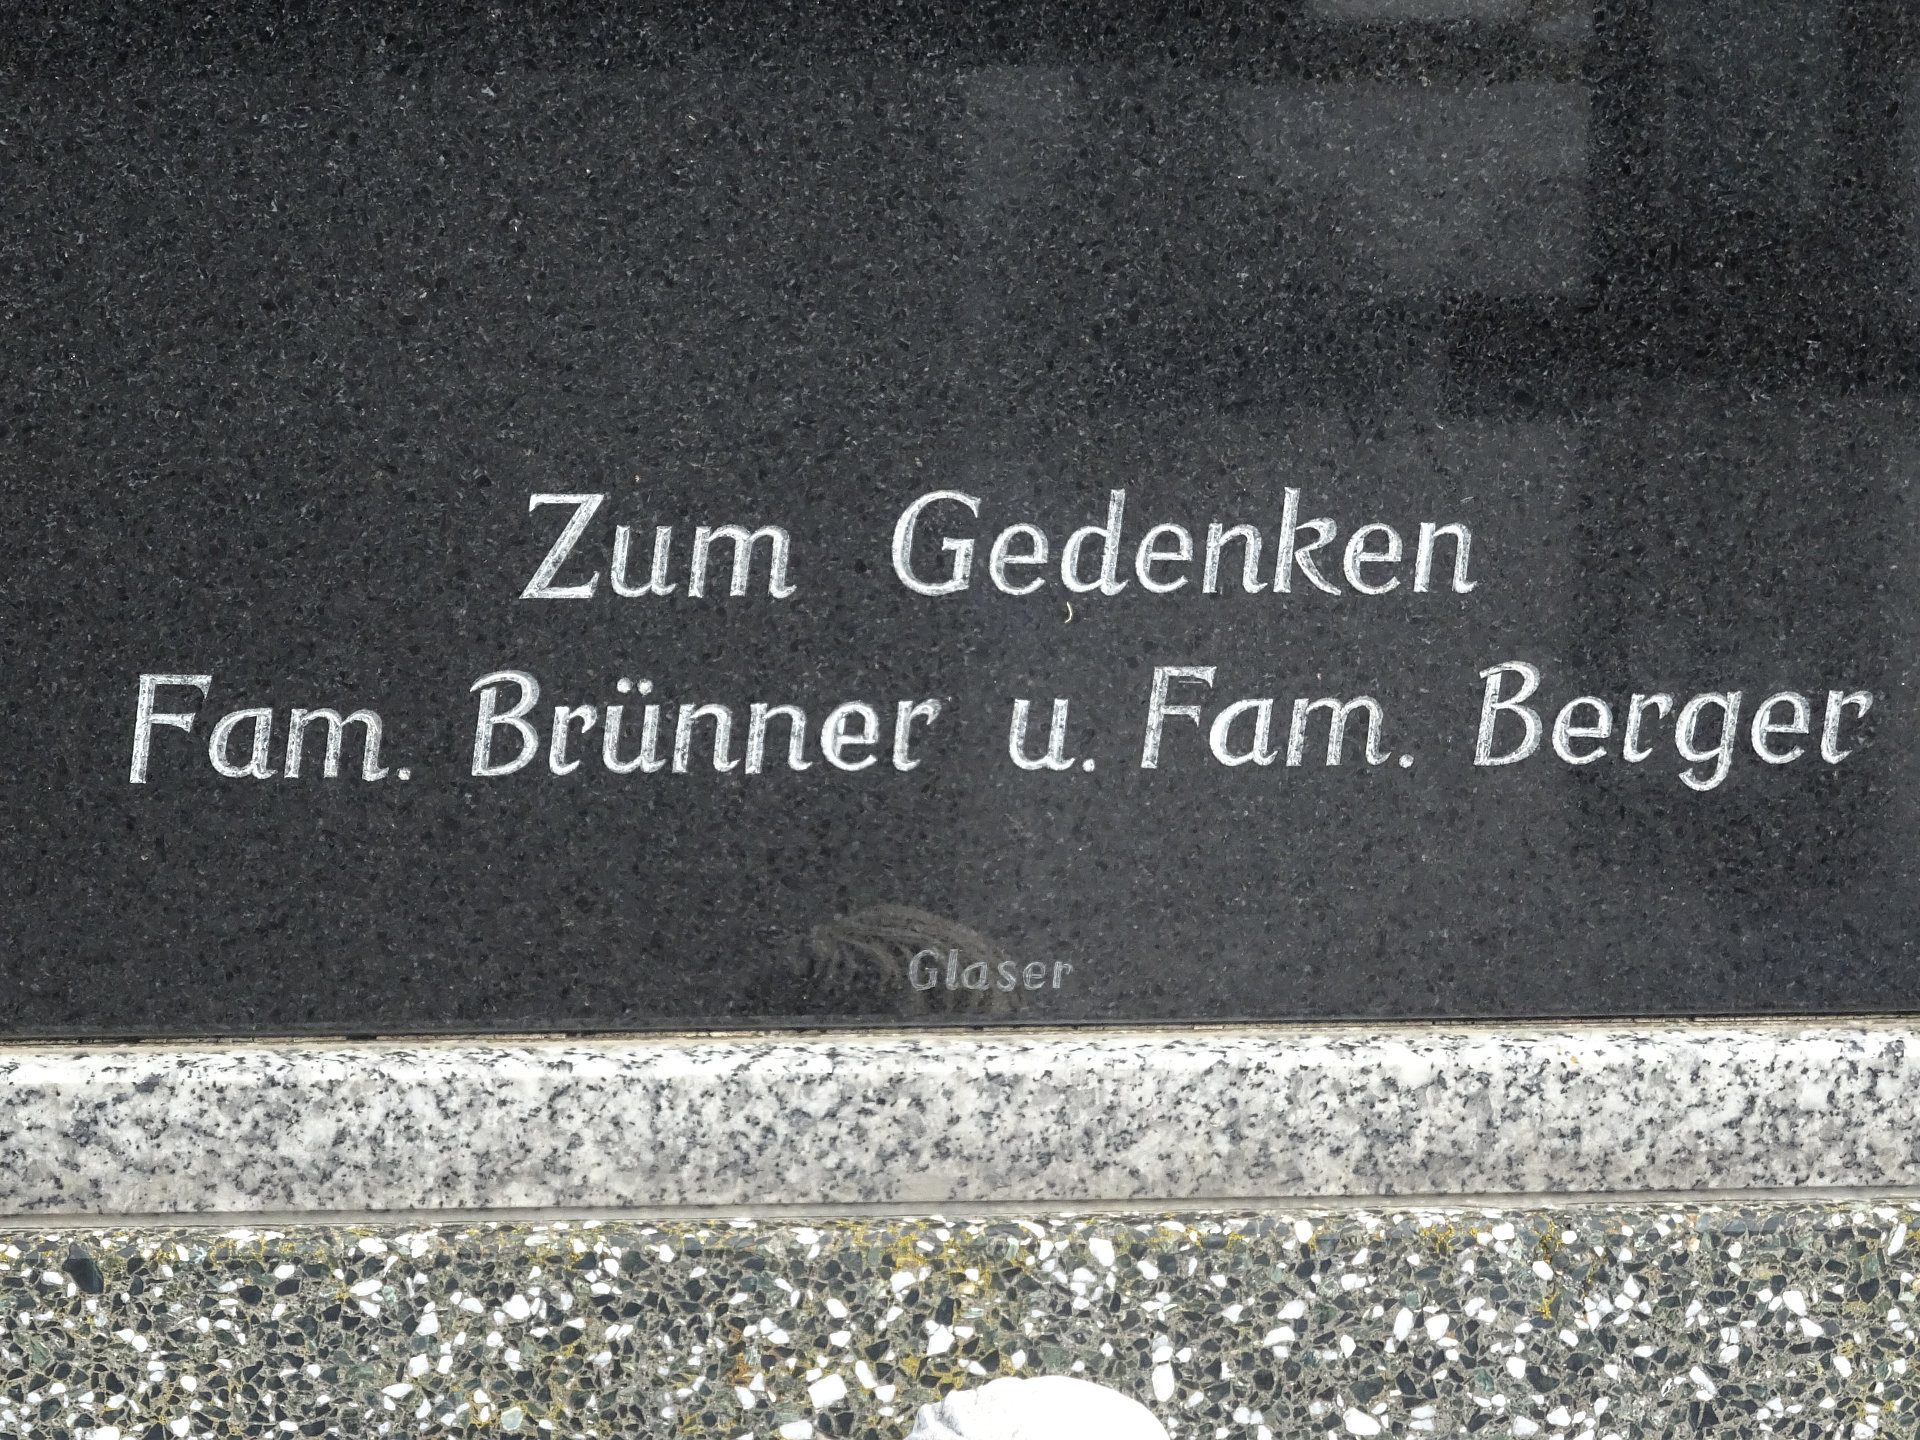 Zum Gedenken
Fam. Brünner u. Fam. Berger
Glaser